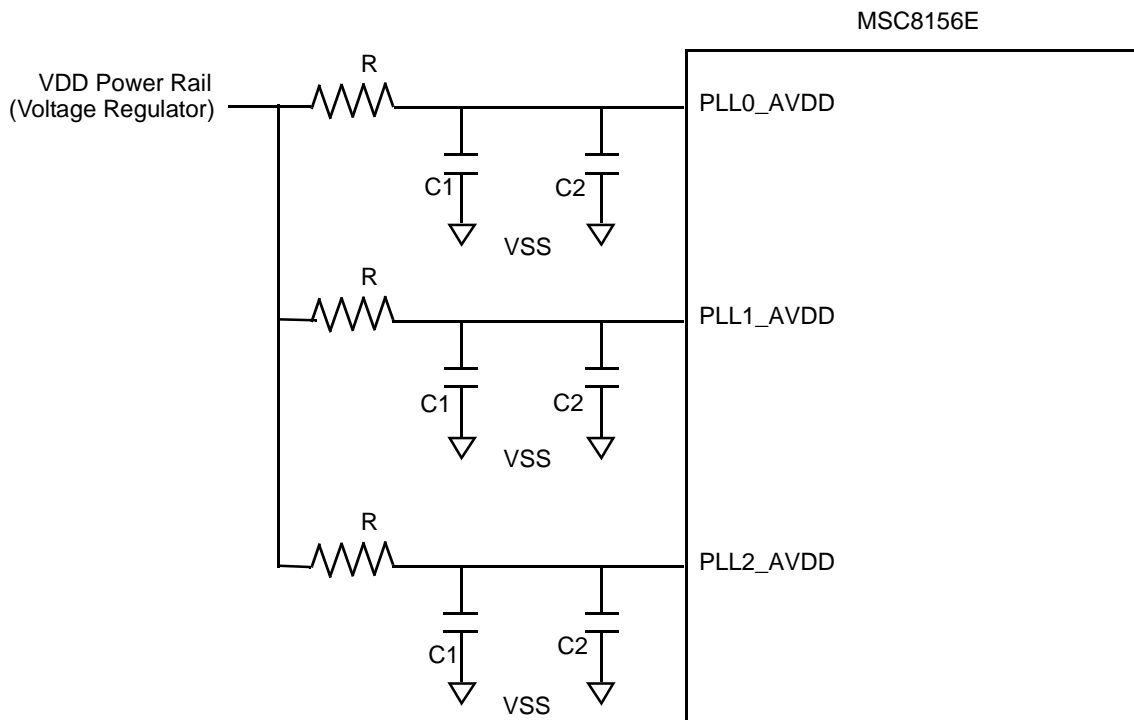 MSC8156E
R
VDD Power Rail
(Voltage Regulator)
PLL0_AVDD
C1
C2
VSS
R
PLL1_AVDD
C1
C2
VSS
R
PLL2_AVDD
C1
C2
VSS